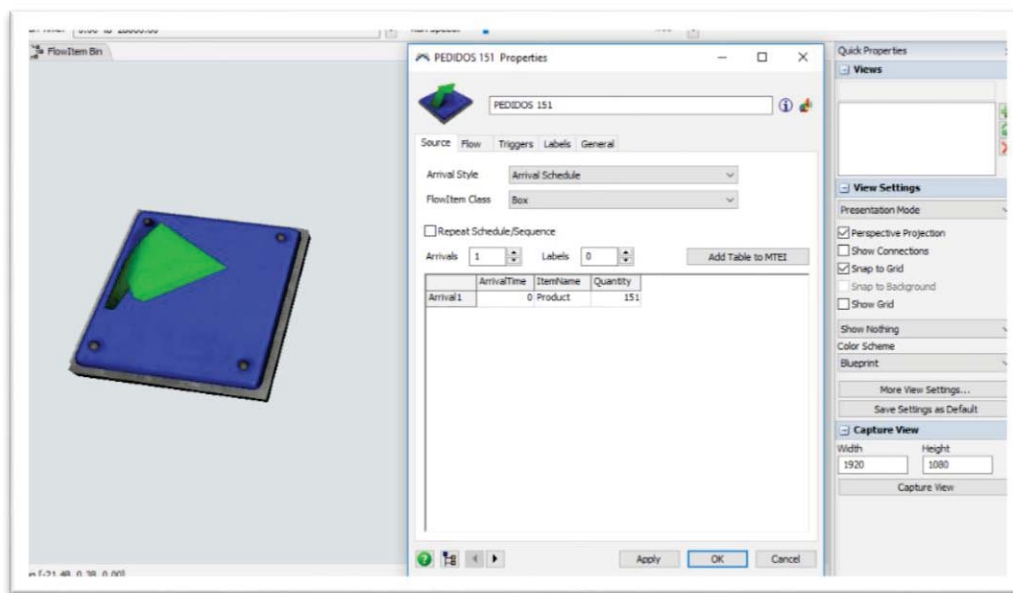 FlowItem Bin
PEDIDOS 151 Properties
PEDIDOS 151
Source Flow Triggers Labels General
Arrival Style Arrival Schedule
FlowItem Class Box
Repeat Schedule/Sequence
Arrivals 1 Labels 0 Add Table to MTEI
ArrivalTime ItemName Quantity
Arrival1 0 Product 151
Apply OK Cancel
Quick Properties
Views
View Settings
Presentation Mode
Perspective Projection
Show Connections
Snap to Grid
Snap to Background
Show Grid
Show Nothing
Color Scheme
Blueprint
More View Settings...
Save Settings as Default
Capture View
Width Height
1920 1080
Capture View